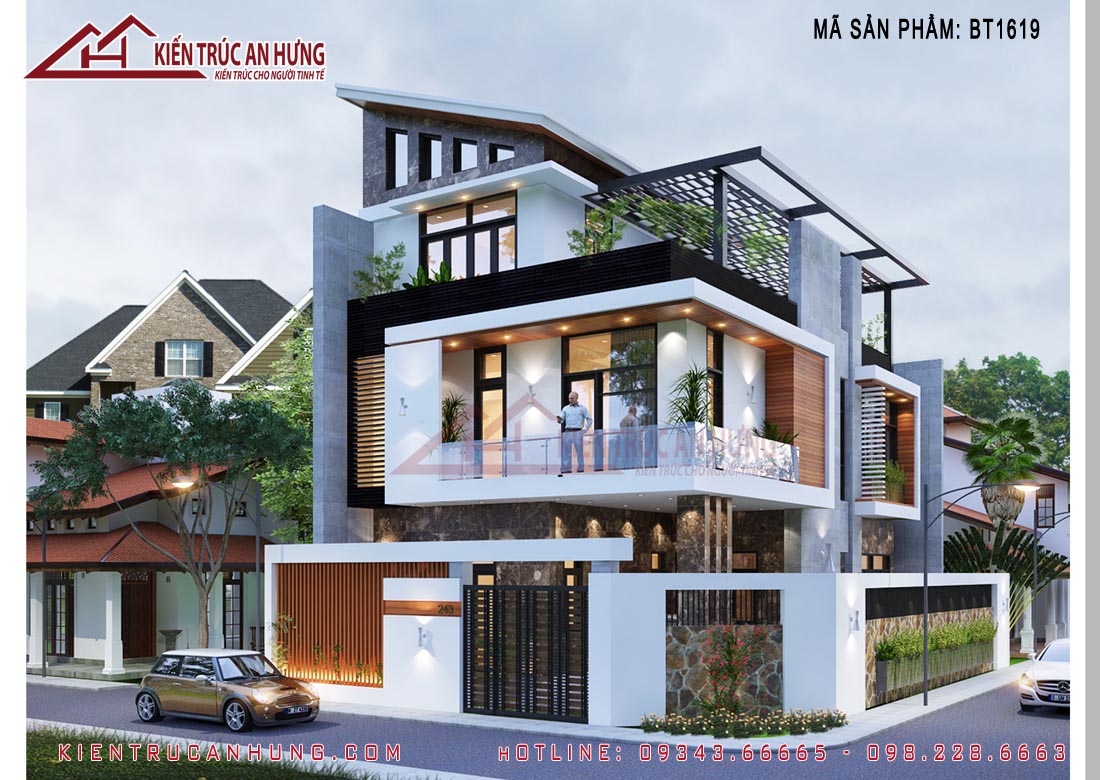 MÃ SẢN PHẨM: BT1619
KIẾN TRÚC AN HƯNG
KIẾN TRÚC CHO NGƯỜI TINH TẾ
KIẾN TRÚC AN HƯNG
KIẾN TRÚC CHO NGƯỜI TINH TẾ
243
KIENTRUCANHUNG.COM HOTLINE: 09343.66665 - 098.228.6663